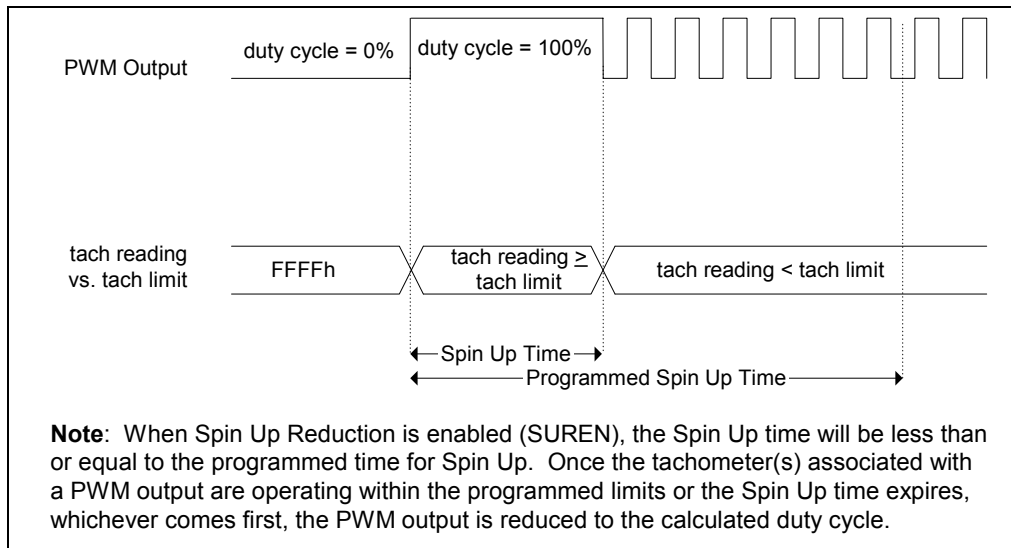 duty cycle = 0%
duty cycle = 100%
PWM Output
tach reading
vs. tach limit
FFFFh
tach reading ≥
tach limit
tach reading < tach limit
Spin Up Time
Programmed Spin Up Time
Note: When Spin Up Reduction is enabled (SUREN), the Spin Up time will be less than
or equal to the programmed time for Spin Up. Once the tachometer(s) associated with
a PWM output are operating within the programmed limits or the Spin Up time expires,
whichever comes first, the PWM output is reduced to the calculated duty cycle.